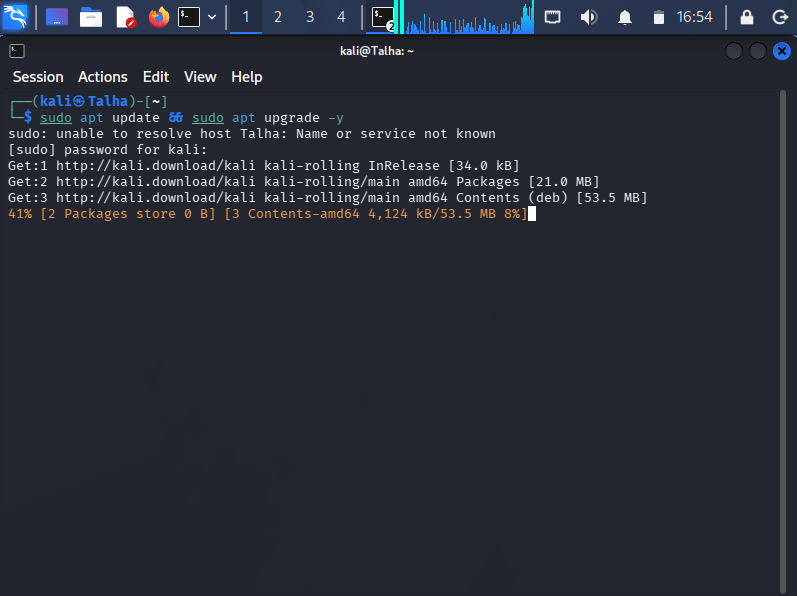 1 2 3 4 2 16:54
kali@Talha: ~
Session Actions Edit View Help
┌──(kali㉿Talha)-[~]
└─$ sudo apt update && sudo apt upgrade -y
sudo: unable to resolve host Talha: Name or service not known
[sudo] password for kali:
Get:1 http://kali.download/kali kali-rolling InRelease [34.0 kB]
Get:2 http://kali.download/kali kali-rolling/main amd64 Packages [21.0 MB]
Get:3 http://kali.download/kali kali-rolling/main amd64 Contents (deb) [53.5 MB]
41% [2 Packages store 0 B] [3 Contents-amd64 4,124 kB/53.5 MB 8%]